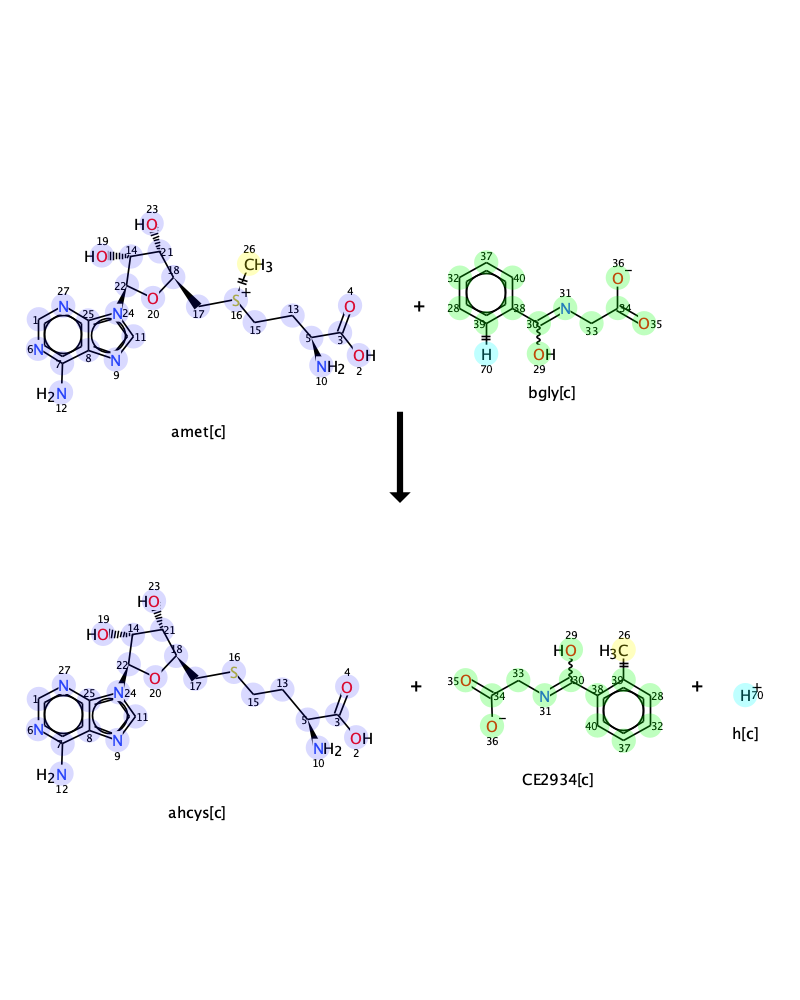 23
HO
19
HO
14
21
26
CH3
18
22
O
20
17
S
+
16
15
13
4
O
5
3
OH
2
NH2
10
27
N
1
25
N
24
11
N
6
8
N
9
7
H2N
12
amet[c]
+
37
32
40
28
38
39
H
70
30
OH
29
31
N
33
36
O
−
34
O
35
bgly[c]
23
HO
19
HO
14
21
18
22
O
20
17
16
S
15
13
4
O
5
3
OH
2
NH2
10
27
N
1
25
N
24
11
N
6
8
N
9
7
H2N
12
ahcys[c]
+
29
HO
26
H3C
35
O
33
34
O
−
36
N
31
30
38
39
28
40
32
37
CE2934[c]
+
H
+
70
h[c]